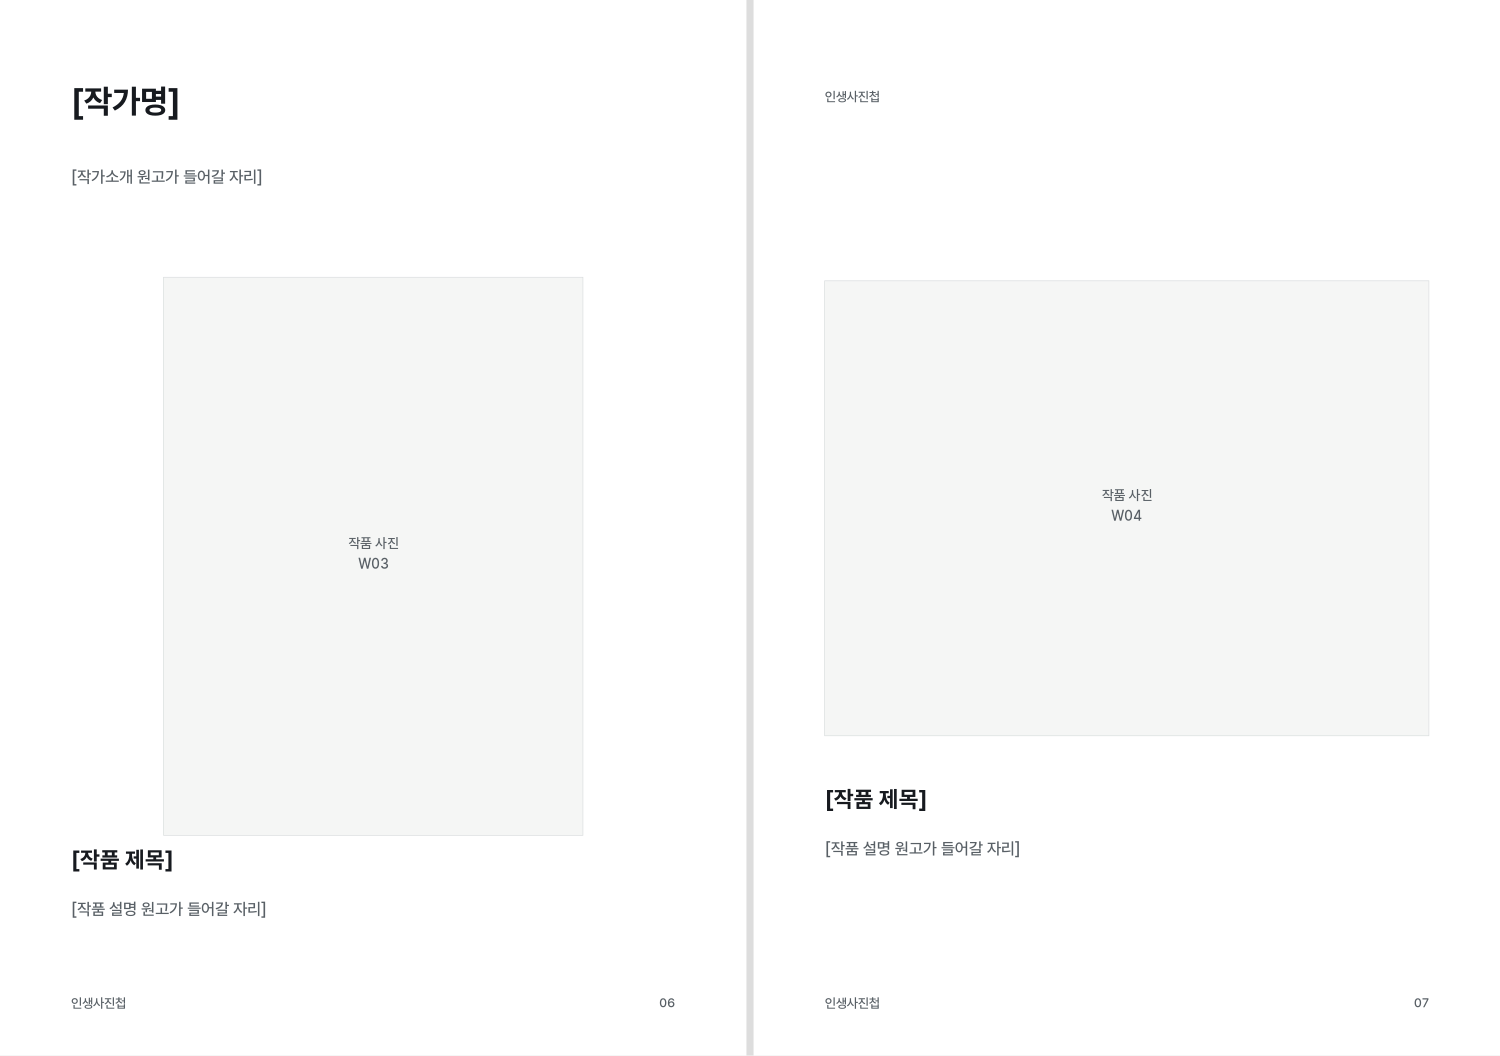 [작가명]
[작가소개 원고가 들어갈 자리]
작품 사진
W03
[작품 제목]
[작품 설명 원고가 들어갈 자리]
인생사진첩
06
인생사진첩
작품 사진
W04
[작품 제목]
[작품 설명 원고가 들어갈 자리]
인생사진첩
07